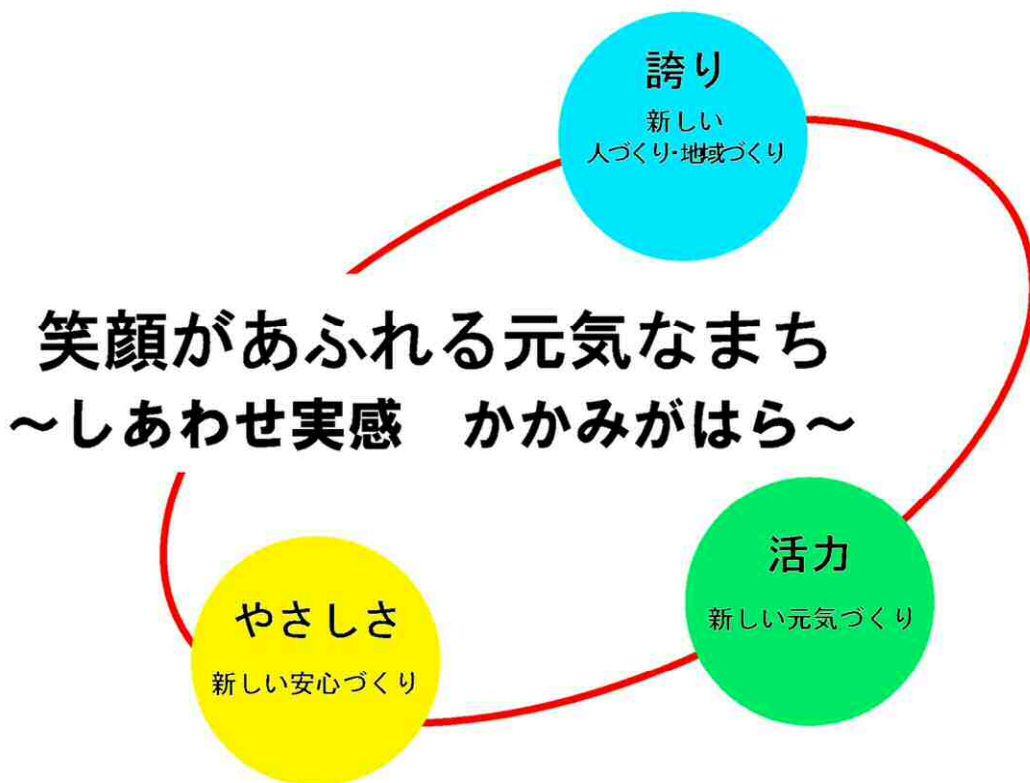 誇り
新しい
人づくり・地域づくり
笑顔があふれる元気なまち
～しあわせ実感　かかみがはら～
活力
新しい元気づくり
やさしさ
新しい安心づくり